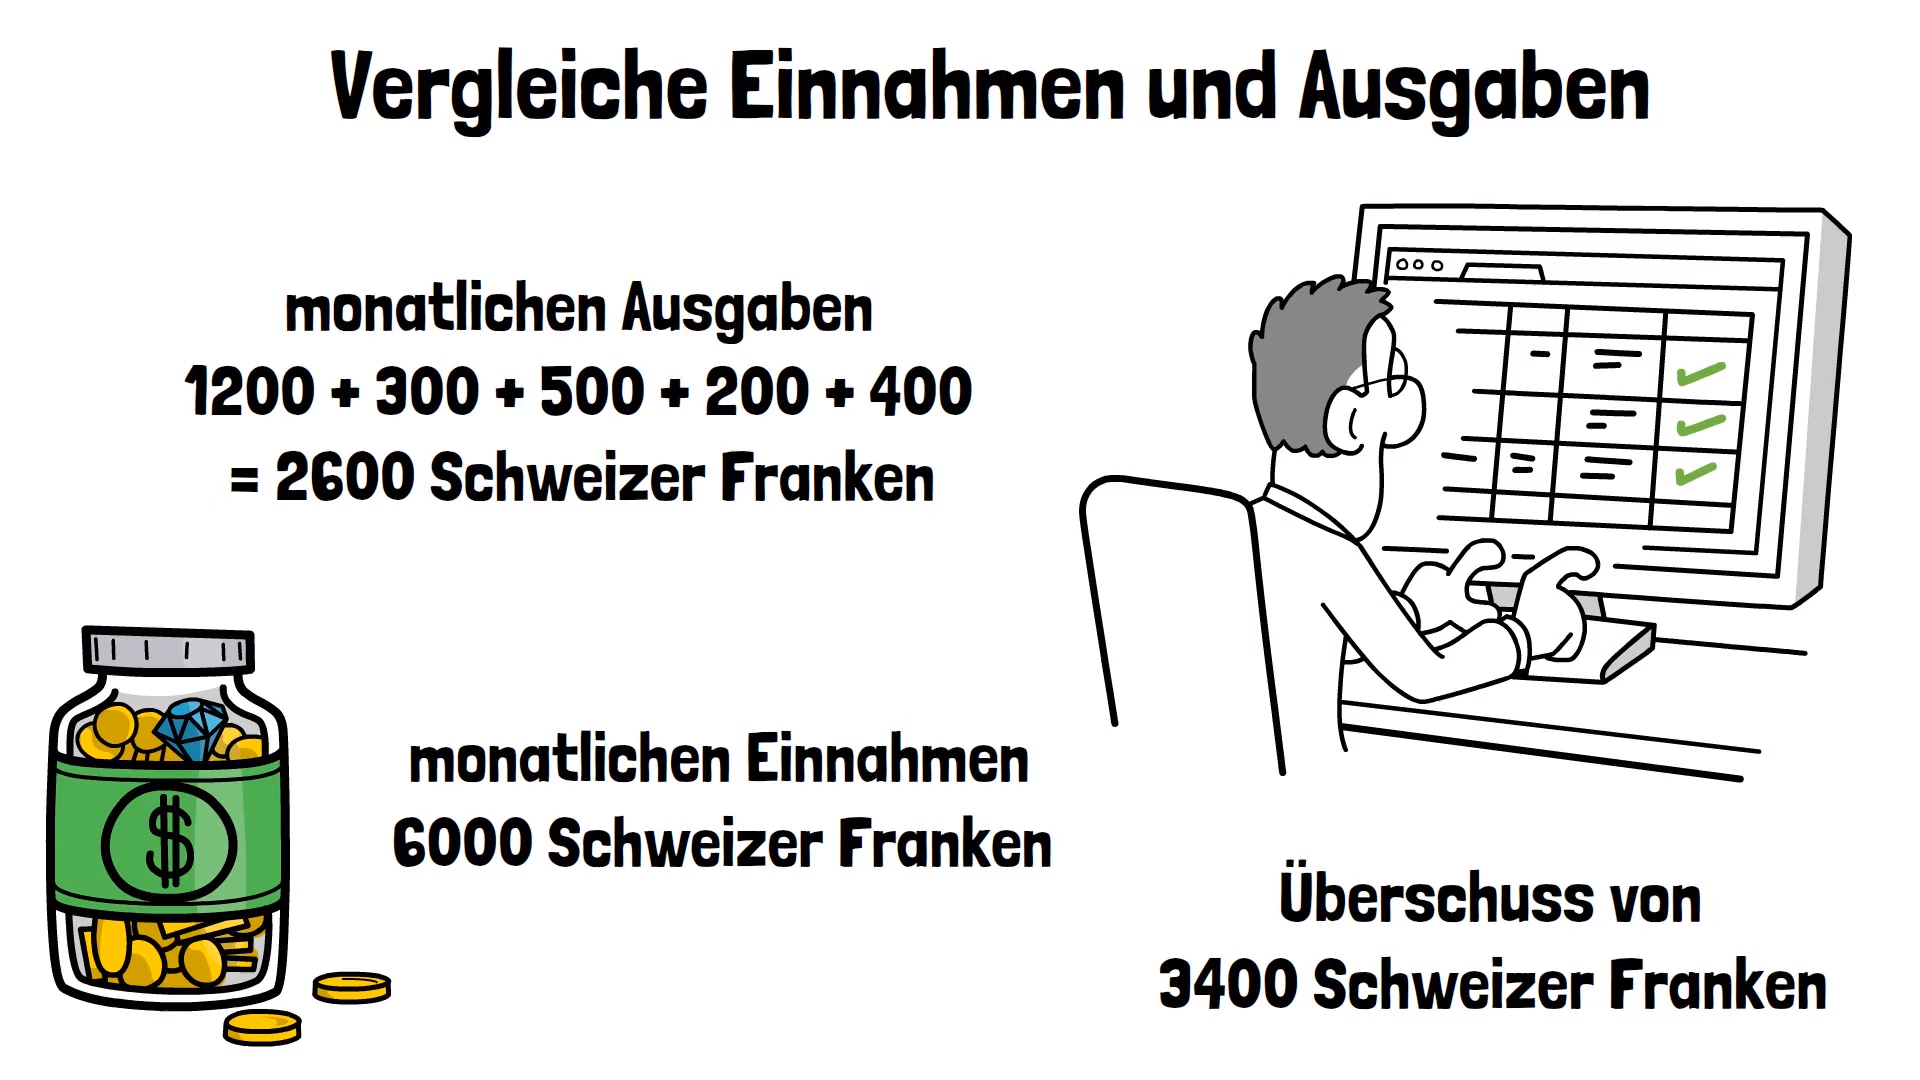 Vergleiche Einnahmen und Ausgaben
monatlichen Ausgaben
1200 + 300 + 500 + 200 + 400
= 2600 Schweizer Franken
monatlichen Einnahmen
6000 Schweizer Franken
Überschuss von
3400 Schweizer Franken
$